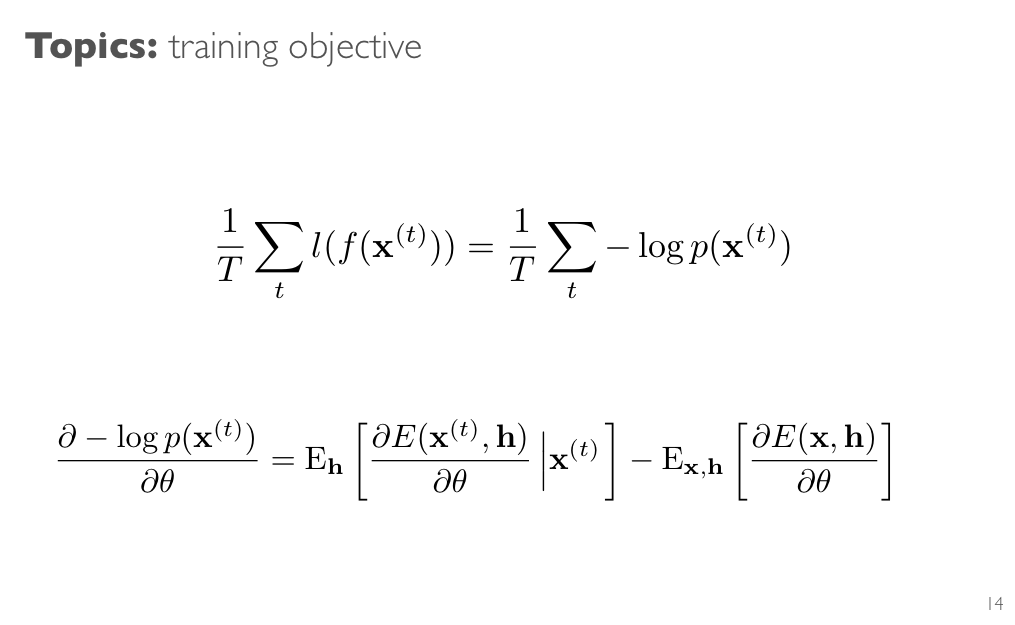 Topics: training objective
$$\frac{1}{T} \sum_{t} l(f(\mathbf{x}^{(t)})) = \frac{1}{T} \sum_{t} - \log p(\mathbf{x}^{(t)})$$
$$\frac{\partial - \log p(\mathbf{x}^{(t)})}{\partial \theta} = \mathrm{E}_{\mathbf{h}} \left[ \frac{\partial E(\mathbf{x}^{(t)}, \mathbf{h})}{\partial \theta} \middle| \mathbf{x}^{(t)} \right] - \mathrm{E}_{\mathbf{x}, \mathbf{h}} \left[ \frac{\partial E(\mathbf{x}, \mathbf{h})}{\partial \theta} \right]$$
14